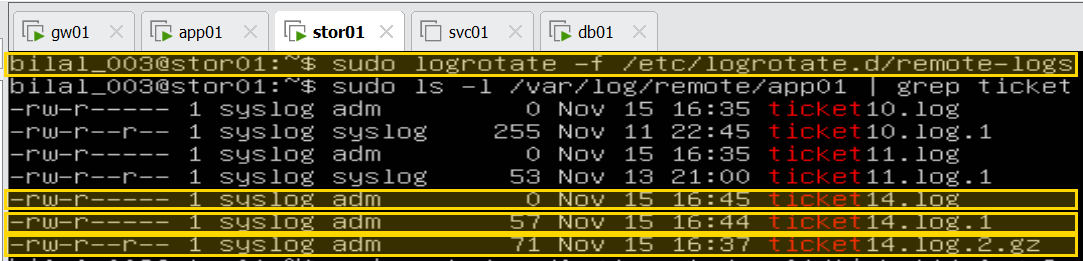 gw01 app01 stor01 svc01 db01
bilal_003@stor01:~$ sudo logrotate -f /etc/logrotate.d/remote-logs
bilal_003@stor01:~$ sudo ls -l /var/log/remote/app01 | grep ticket
-rw-r----- 1 syslog adm 0 Nov 15 16:35 ticket10.log
-rw-r--r-- 1 syslog syslog 255 Nov 11 22:45 ticket10.log.1
-rw-r----- 1 syslog adm 0 Nov 15 16:35 ticket11.log
-rw-r--r-- 1 syslog syslog 53 Nov 13 21:00 ticket11.log.1
-rw-r----- 1 syslog adm 0 Nov 15 16:45 ticket14.log
-rw-r----- 1 syslog adm 57 Nov 15 16:44 ticket14.log.1
-rw-r--r-- 1 syslog adm 71 Nov 15 16:37 ticket14.log.2.gz